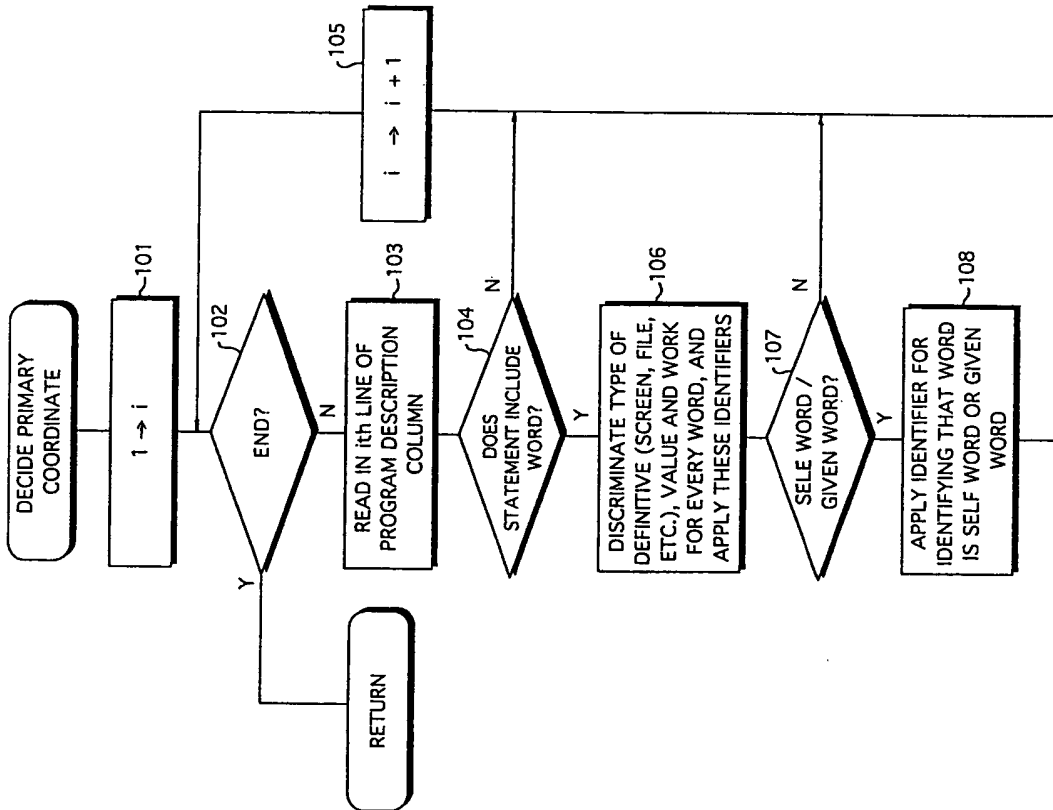 DECIDE PRIMARY
COORDINATE
101
1 → i
102
END?
Y
N
RETURN
103
READ IN ith LINE OF
PROGRAM DESCRIPTION
COLUMN
104
DOES
STATEMENT INCLUDE
WORD?
N
Y
105
i → i + 1
106
DISCRIMINATE TYPE OF
DEFINITIVE (SCREEN, FILE,
ETC.), VALUE AND WORK
FOR EVERY WORD, AND
APPLY THESE IDENTIFIERS
107
SELE WORD /
GIVEN WORD?
N
Y
108
APPLY IDENTIFIER FOR
IDENTIFYING THAT WORD
IS SELF WORD OR GIVEN
WORD